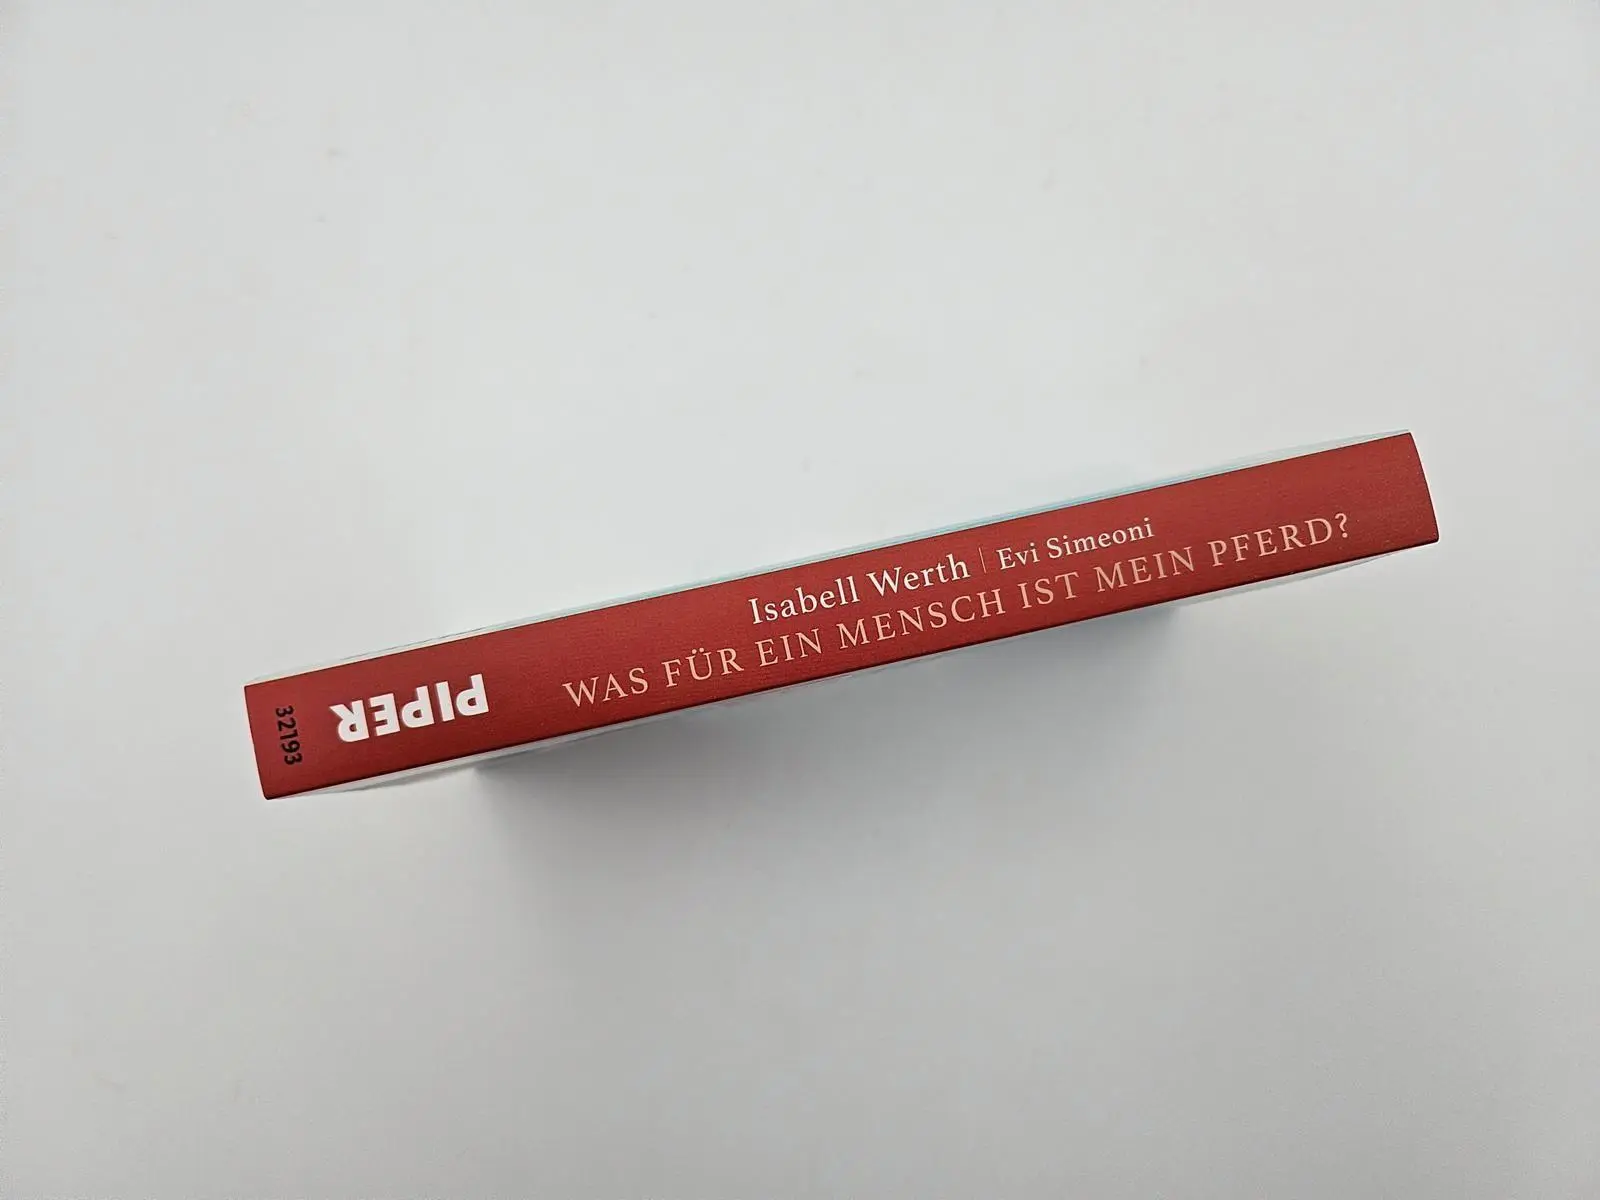 Isabell Werth | Evi Simeoni
WAS FÜR EIN MENSCH IST MEIN PFERD?
PIPER
32193